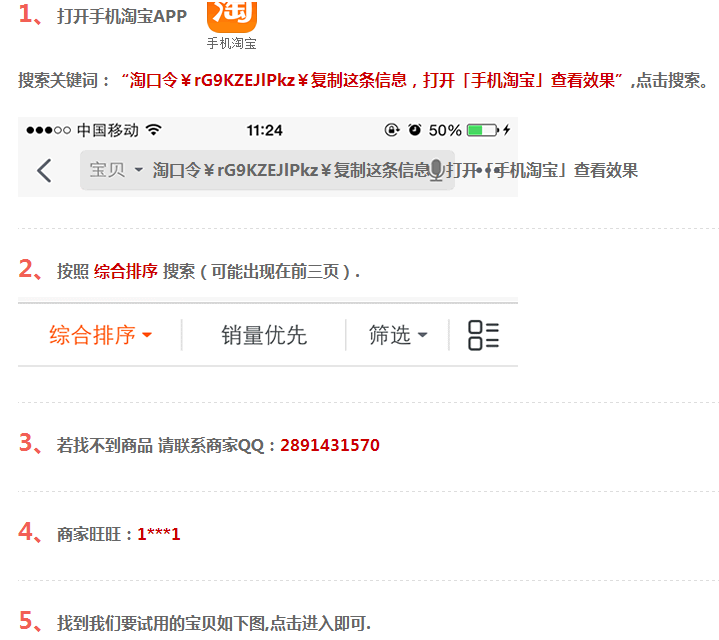 1、 打开手机淘宝APP
淘
手机淘宝
搜索关键词：“淘口令￥rG9KZEJlPkz￥复制这条信息，打开「手机淘宝」查看效果”,点击搜索。
中国移动 11:24 50%
宝贝 淘口令￥rG9KZEJlPkz￥复制这条信息，打开「手机淘宝」查看效果
2、 按照 综合排序 搜索（可能出现在前三页）.
综合排序 销量优先 筛选
3、 若找不到商品 请联系商家QQ：2891431570
4、 商家旺旺：1***1
5、 找到我们要试用的宝贝如下图,点击进入即可.